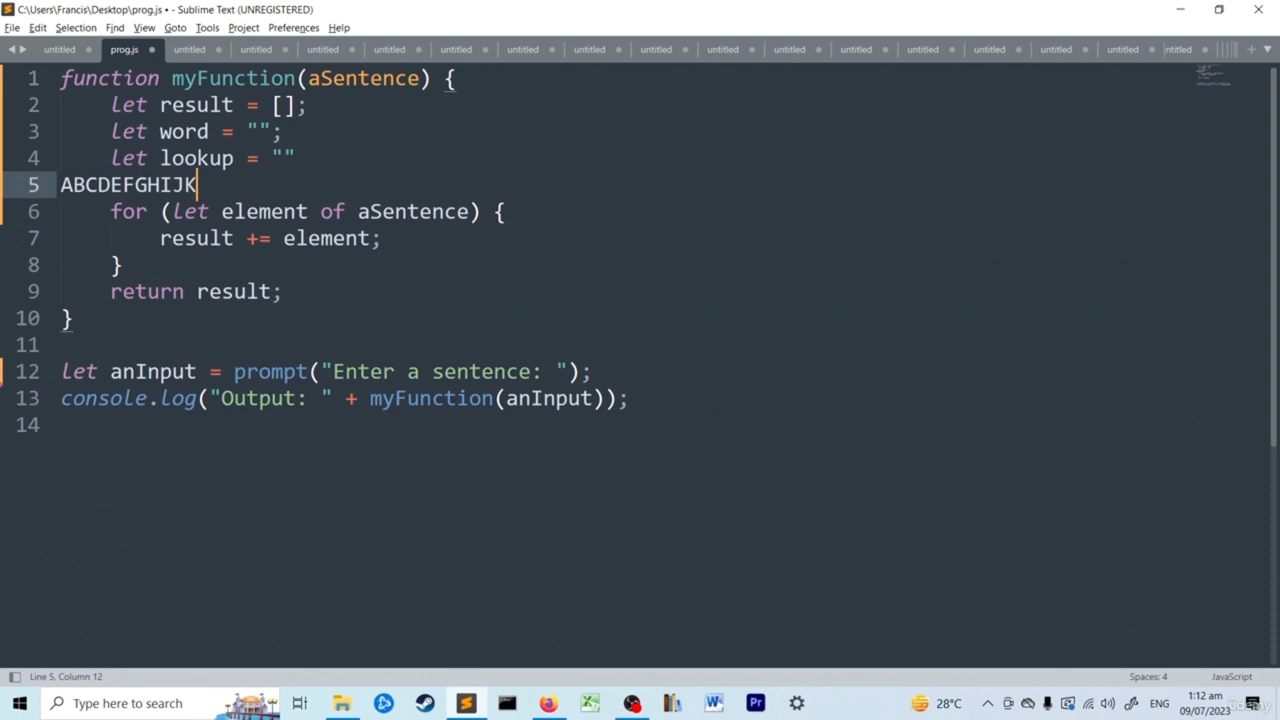 C:\Users\Francis\Desktop\prog.js • - Sublime Text (UNREGISTERED)
File Edit Selection Find View Goto Tools Project Preferences Help
untitled prog.js untitled untitled untitled untitled untitled untitled untitled untitled untitled untitled untitled untitled untitled untitled untitled untitled
1 function myFunction(aSentence) {
2 let result = [];
3 let word = "";
4 let lookup = ""
5 ABCDEFGHIJK
6 for (let element of aSentence) {
7 result += element;
8 }
9 return result;
10 }
11
12 let anInput = prompt("Enter a sentence: ");
13 console.log("Output: " + myFunction(anInput));
14
Line 5, Column 12 Spaces: 4 JavaScript
Type here to search 28°C ENG 1:12 am
09/07/2023
Udemy